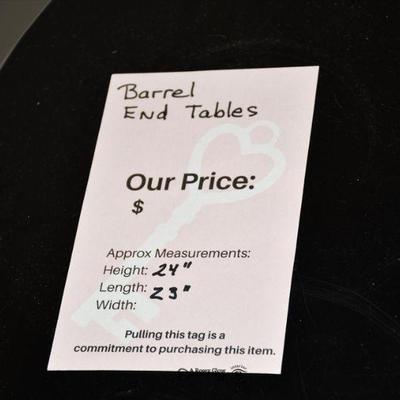 Barrel
End Tables
Our Price:
$
Approx Measurements:
Height: 24"
Length: 23"
Width:
Pulling this tag is a
commitment to purchasing this item.